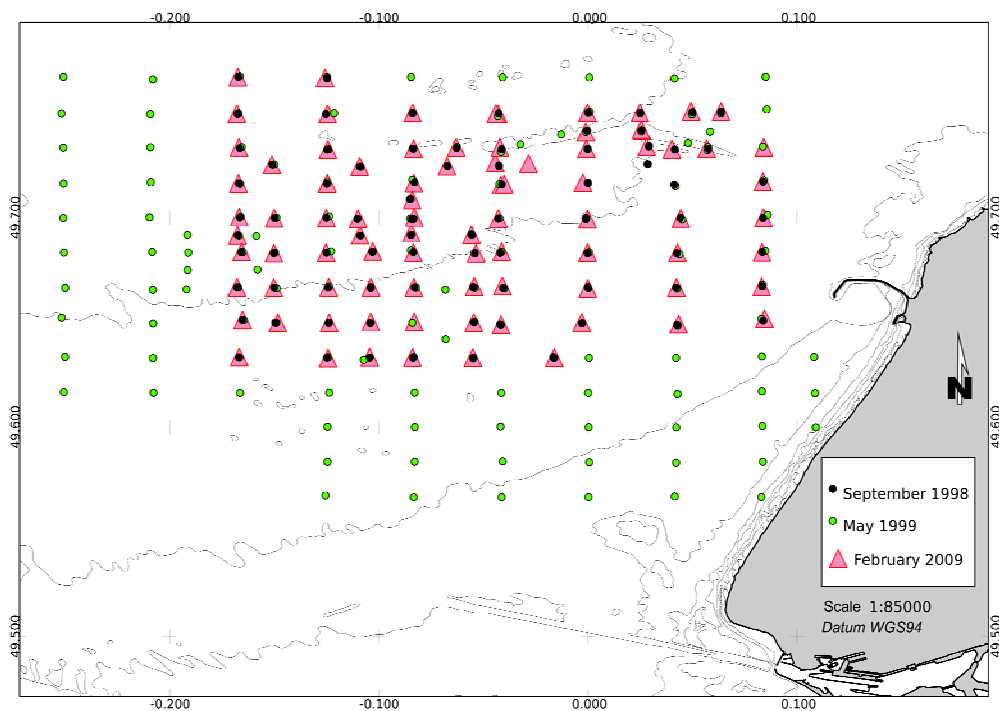 -0.200 -0.100 0.000 0.100
49.700 49.700
49.600 49.600
N
September 1998
May 1999
February 2009
Scale 1:85000
Datum WGS94
49.500 49.500
-0.200 -0.100 0.000 0.100